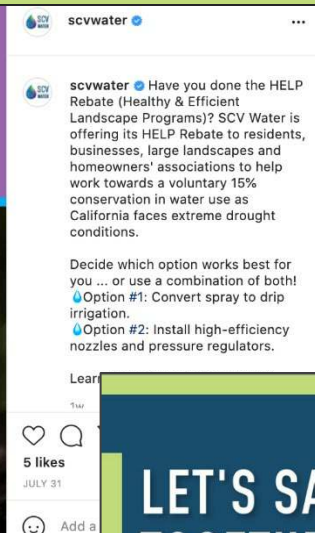 scvwater
...
SCV
WATER
scvwater Have you done the HELP
Rebate (Healthy & Efficient
Landscape Programs)? SCV Water is
offering its HELP Rebate to residents,
businesses, large landscapes and
homeowners' associations to help
work towards a voluntary 15%
conservation in water use as
California faces extreme drought
conditions.
Decide which option works best for
you ... or use a combination of both!
💧Option #1: Convert spray to drip
irrigation.
💧Option #2: Install high-efficiency
nozzles and pressure regulators.
1w
5 likes
JULY 31
Add a
LET'S SA